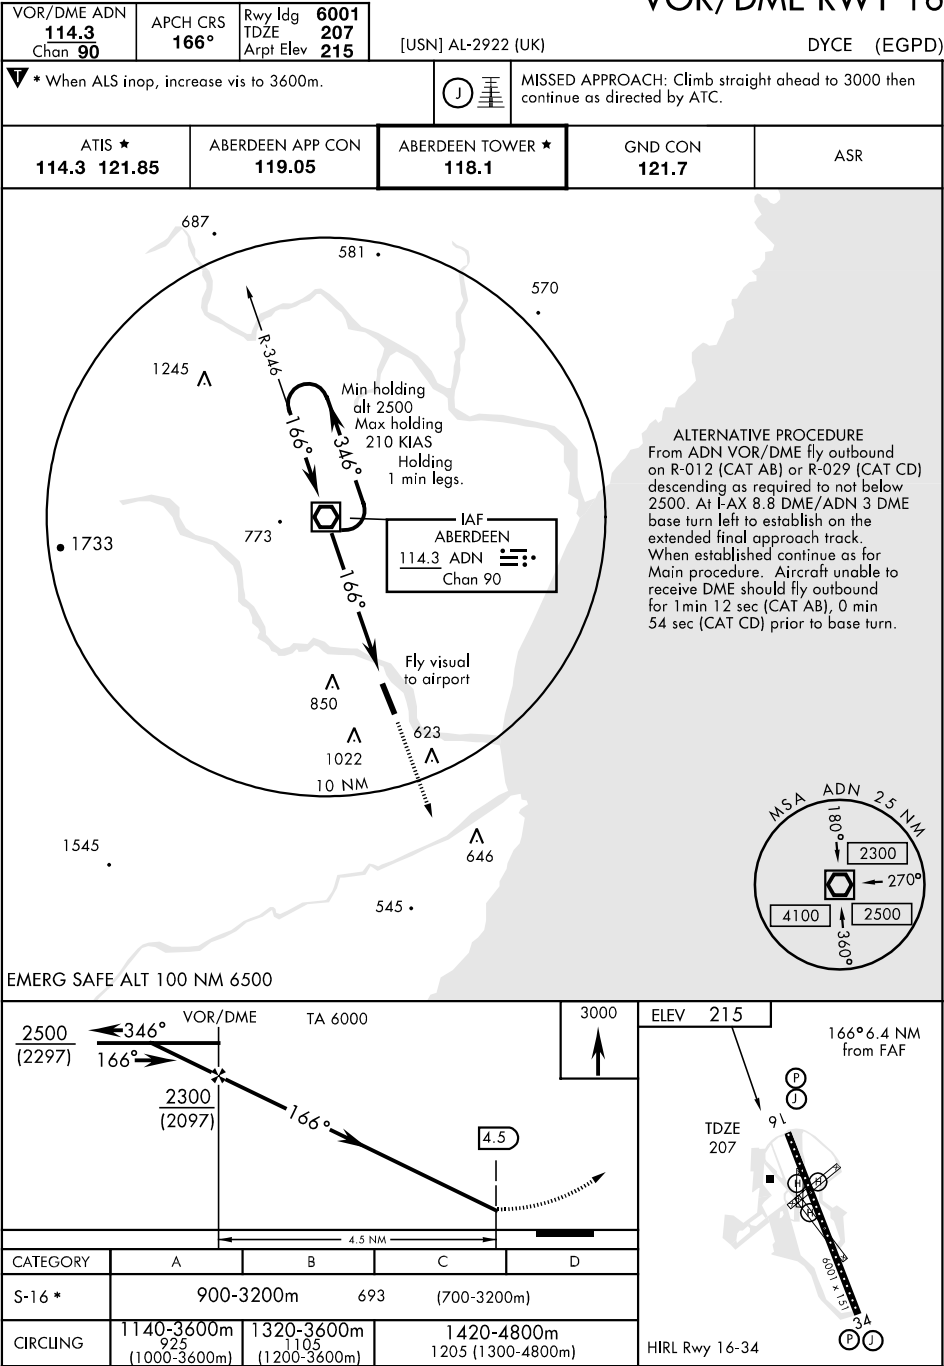 VOR/DME RWY 16
VOR/DME ADN
114.3
Chan 90
APCH CRS
166°
Rwy ldg 6001
TDZE 207
Arpt Elev 215
[USN] AL-2922 (UK)
DYCE (EGPD)
T * When ALS inop, increase vis to 3600m.
J
MISSED APPROACH: Climb straight ahead to 3000 then
continue as directed by ATC.
ATIS ★
114.3 121.85
ABERDEEN APP CON
119.05
ABERDEEN TOWER ★
118.1
GND CON
121.7
ASR
687
581
570
R-346
1245
Min holding
alt 2500
Max holding
210 KIAS
Holding
1 min legs.
166°
346°
773
1733
IAF
ABERDEEN
114.3 ADN
Chan 90
166°
Fly visual
to airport
850
1022
623
10 NM
646
1545
545
ALTERNATIVE PROCEDURE
From ADN VOR/DME fly outbound
on R-012 (CAT AB) or R-029 (CAT CD)
descending as required to not below
2500. At I-AX 8.8 DME/ADN 3 DME
base turn left to establish on the
extended final approach track.
When established continue as for
Main procedure. Aircraft unable to
receive DME should fly outbound
for 1min 12 sec (CAT AB), 0 min
54 sec (CAT CD) prior to base turn.
MSA ADN 25 NM
180°
2300
270°
4100
2500
360°
EMERG SAFE ALT 100 NM 6500
2500
(2297)
346°
166°
VOR/DME
TA 6000
3000
2300
(2097)
166°
4.5
4.5 NM
ELEV 215
166° 6.4 NM
from FAF
P
J
16
TDZE
207
H
H
H
6001 x 151
34
P J
HIRL Rwy 16-34
CATEGORY A B C D
S-16 * 900-3200m 693 (700-3200m)
CIRCLING
1140-3600m
925
(1000-3600m)
1320-3600m
1105
(1200-3600m)
1420-4800m
1205 (1300-4800m)